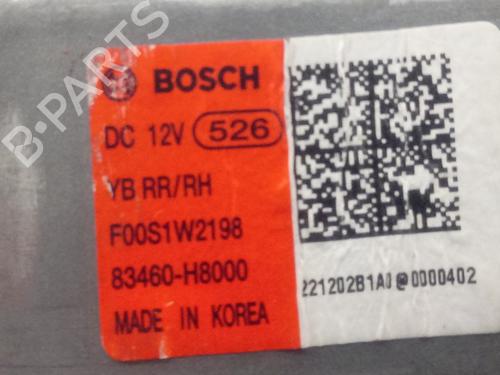 BOSCH
DC 12V 526
YB RR/RH
F00S1W2198
83460-H8000
MADE IN KOREA
221202B1A0@0000402
B-PARTS